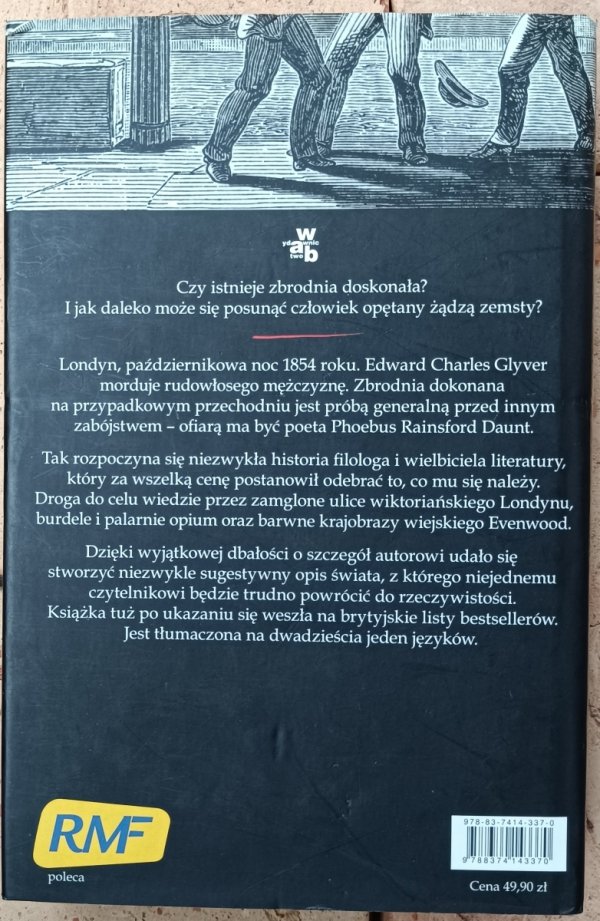 w
ydawnic
ab
two
Czy istnieje zbrodnia doskonała?
I jak daleko może się posunąć człowiek opętany żądzą zemsty?
Londyn, październikowa noc 1854 roku. Edward Charles Glyver
morduje rudowłosego mężczyznę. Zbrodnia dokonana
na przypadkowym przechodniu jest próbą generalną przed innym
zabójstwem – ofiarą ma być poeta Phoebus Rainsford Daunt.
Tak rozpoczyna się niezwykła historia filologa i wielbiciela literatury,
który za wszelką cenę postanowił odebrać to, co mu się należy.
Droga do celu wiedzie przez zamglone ulice wiktoriańskiego Londynu,
burdele i palarnie opium oraz barwne krajobrazy wiejskiego Evenwood.
Dzięki wyjątkowej dbałości o szczegół autorowi udało się
stworzyć niezwykle sugestywny opis świata, z którego niejednemu
czytelnikowi będzie trudno powrócić do rzeczywistości.
Książka tuż po ukazaniu się weszła na brytyjskie listy bestsellerów.
Jest tłumaczona na dwadzieścia jeden języków.
RMF
poleca
978-83-7414-337-0
9788374143370
Cena 49,90 zł